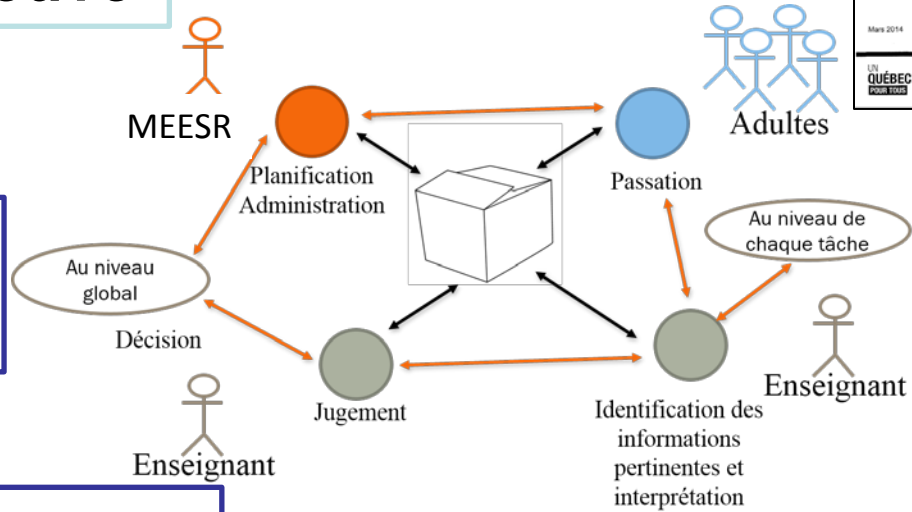 Mars 2014
UN
QUÉBEC
POUR TOUS
MEESR
Adultes
Planification
Administration
Passation
Au niveau de
chaque tâche
Au niveau
global
Décision
Jugement
Enseignant
Identification des
informations
pertinentes et
interprétation
Enseignant